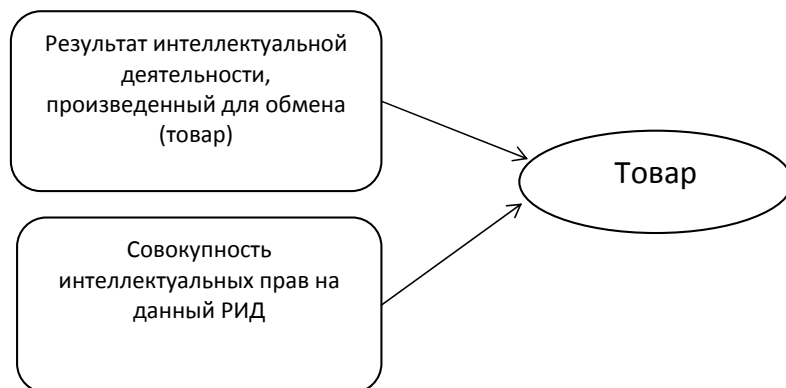 Результат интеллектуальной
деятельности,
произведенный для обмена
(товар)
Товар
Совокупность
интеллектуальных прав на
данный РИД